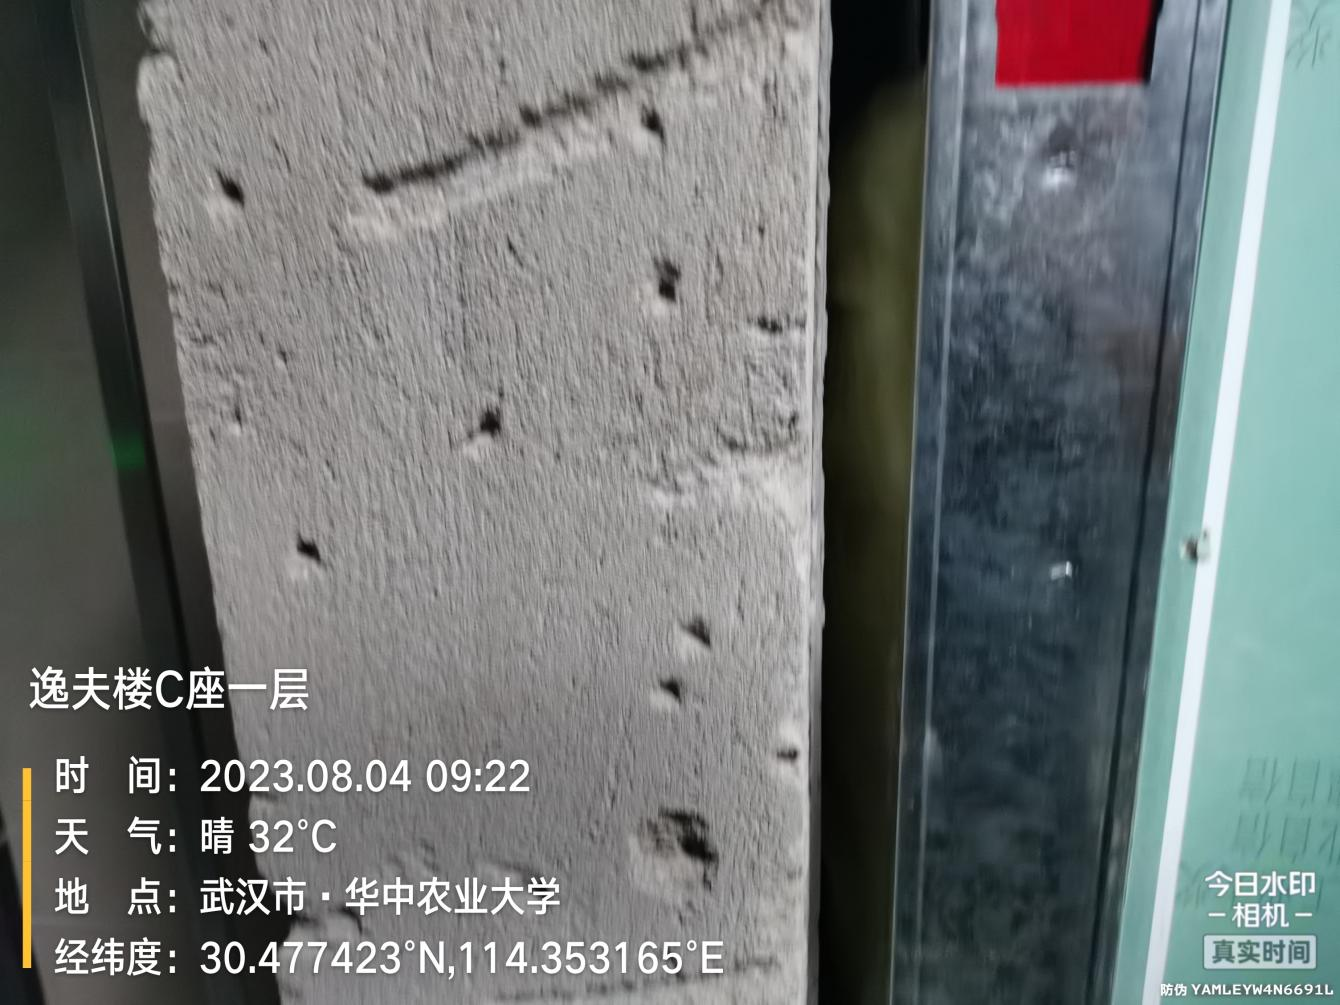 逸夫楼C座一层
时 间：2023.08.04 09:22
天 气：晴 32°C
地 点：武汉市·华中农业大学
经纬度：30.477423°N,114.353165°E
今日水印
-相机-
真实时间
防伪 YAMLEYW4N6691L